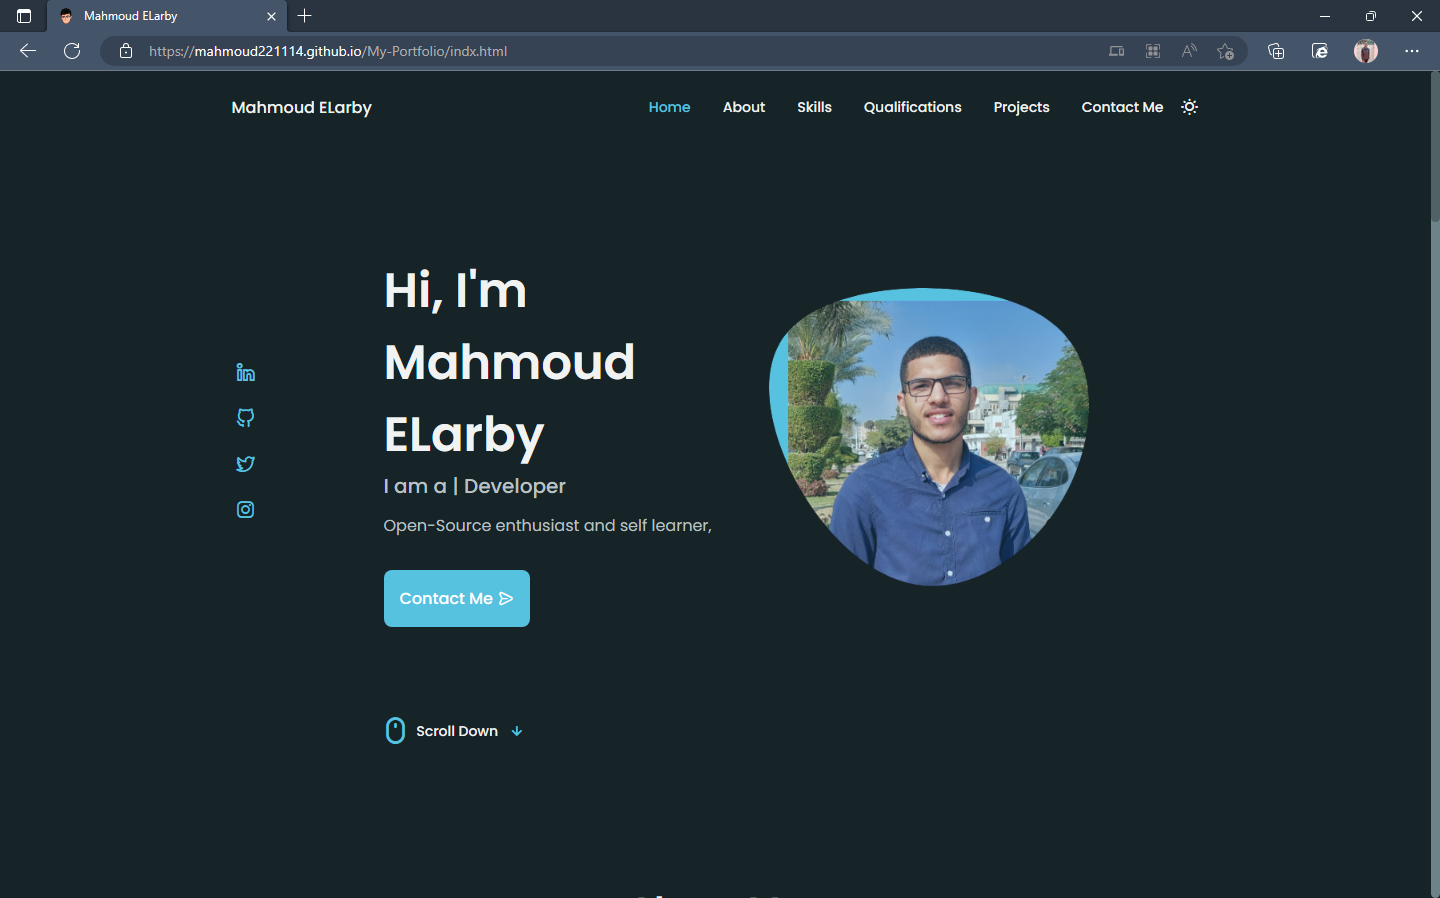 Mahmoud ELarby
https://mahmoud221114.github.io/My-Portfolio/indx.html
Mahmoud ELarby
Home
About
Skills
Qualifications
Projects
Contact Me
Hi, I'm
Mahmoud
ELarby
I am a | Developer
Open-Source enthusiast and self learner,
Contact Me
Scroll Down